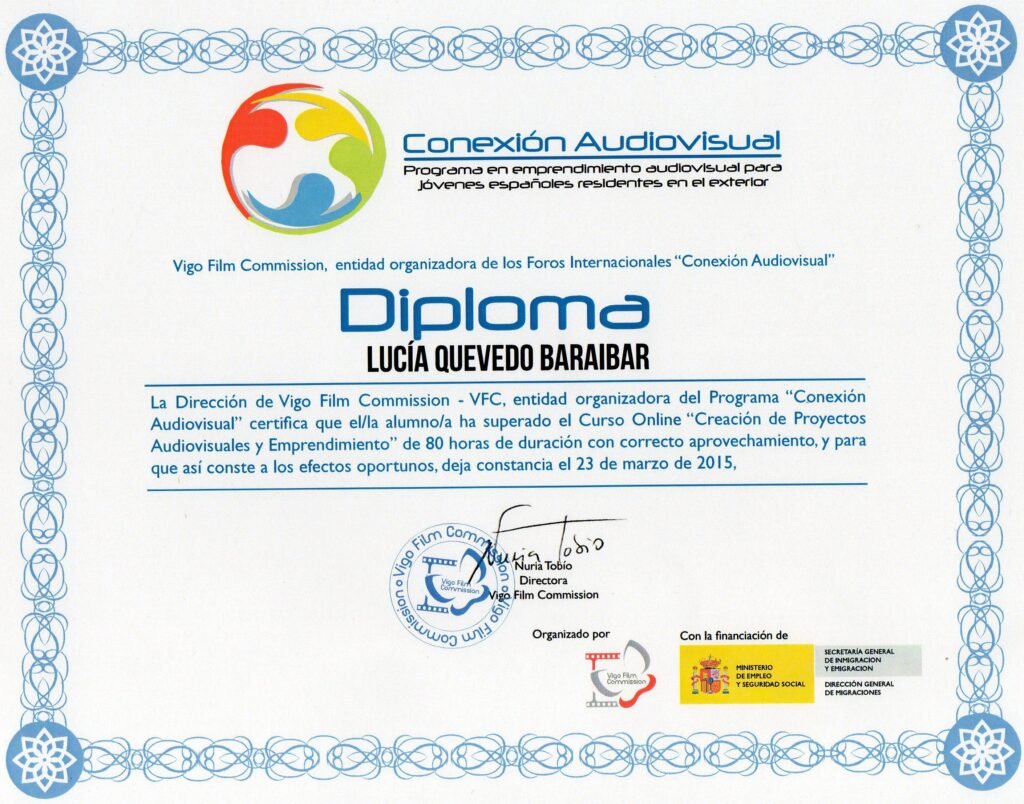 Conexión Audiovisual
Programa en emprendimiento audiovisual para
jóvenes españoles residentes en el exterior
Vigo Film Commission, entidad organizadora de los Foros Internacionales “Conexión Audiovisual”
Diploma
LUCÍA QUEVEDO BARAIBAR
La Dirección de Vigo Film Commission - VFC, entidad organizadora del Programa “Conexión
Audiovisual” certifica que el/la alumno/a ha superado el Curso Online “Creación de Proyectos
Audiovisuales y Emprendimiento” de 80 horas de duración con correcto aprovechamiento, y para
que así conste a los efectos oportunos, deja constancia el 23 de marzo de 2015,
Vigo Film Commission o Vigo Film Commission o
Vigo Film
Commission
Nuria Tobío
Nuria Tobío
Directora
Vigo Film Commission
Organizado por
Vigo Film
Commission
Con la financiación de
MINISTERIO
DE EMPLEO
Y SEGURIDAD SOCIAL
SECRETARÍA GENERAL
DE INMIGRACION
Y EMIGRACION
DIRECCIÓN GENERAL
DE MIGRACIONES